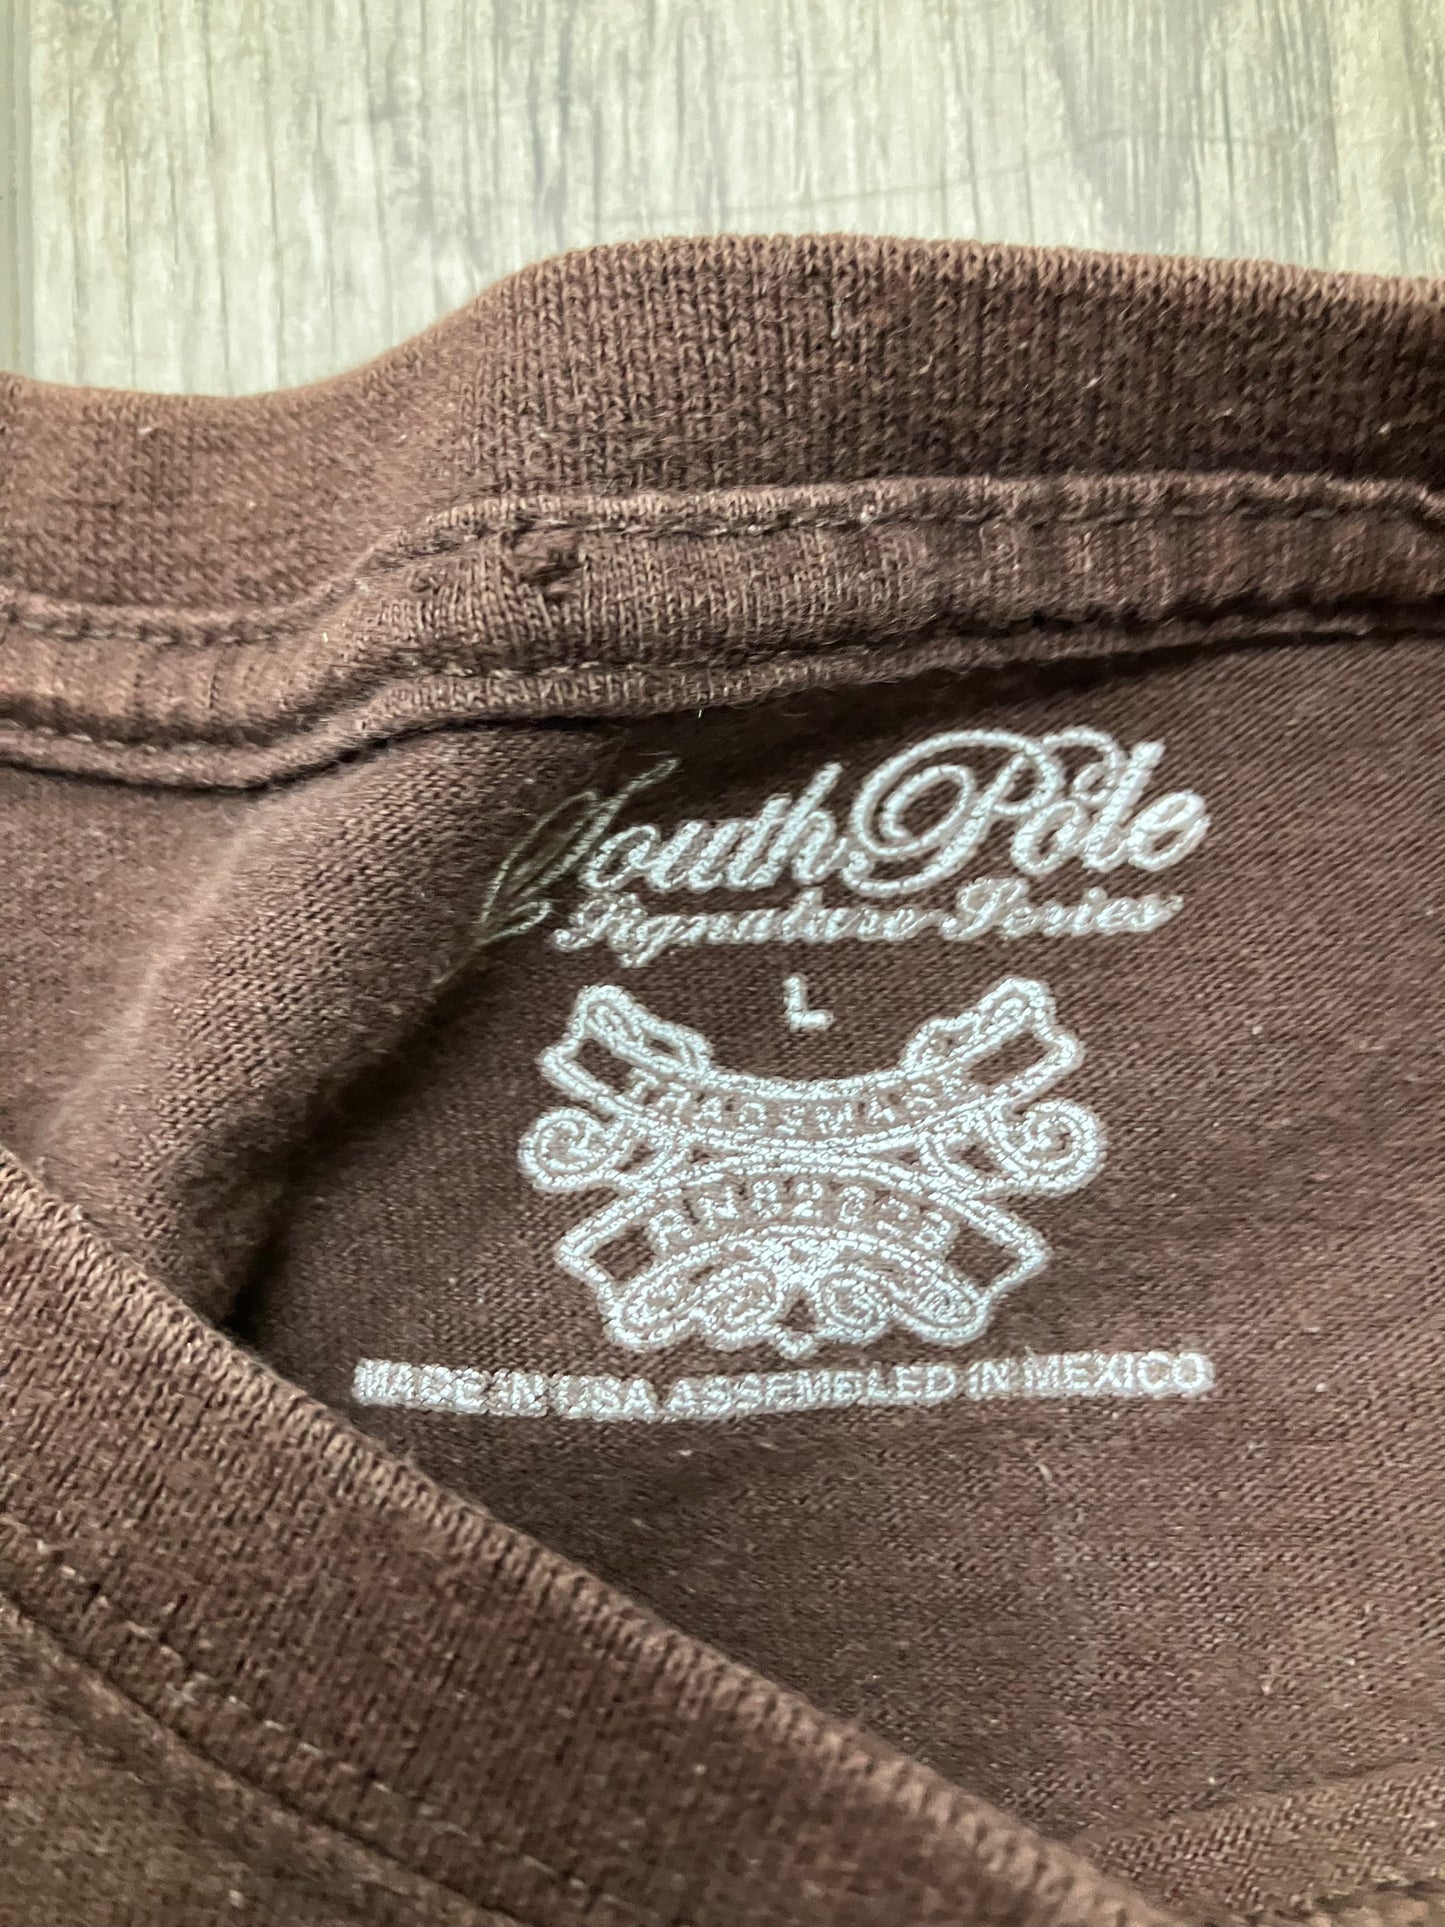 South Pole
Signature Series
L
TRADEMARK
MADE IN USA ASSEMBLED IN MEXICO